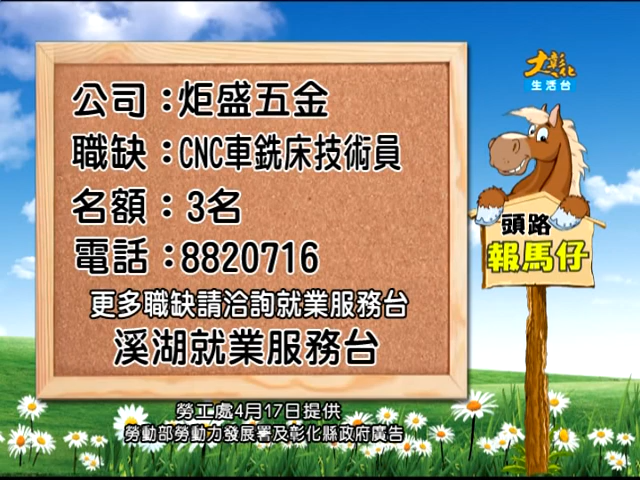 大彰化
生活台
公司：炬盛五金
職缺：CNC車銑床技術員
名額：3名
電話：8820716
更多職缺請洽詢就業服務台
溪湖就業服務台
頭路
報馬仔
勞工處4月17日提供
勞動部勞動力發展署及彰化縣政府廣告